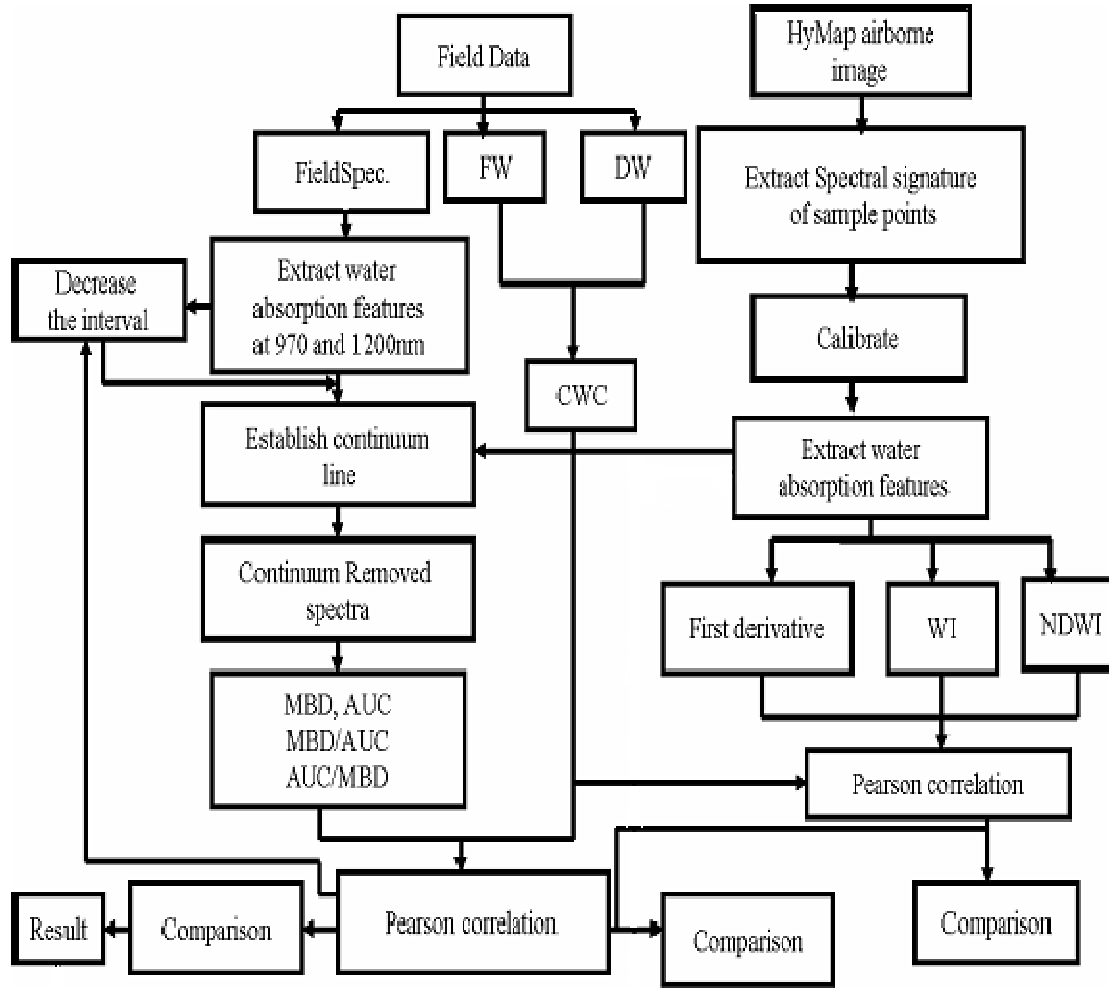 Field Data
HyMap airborne
image
FieldSpec.
FW
DW
Extract Spectral signature
of sample points
Extract water
absorption features
at 970 and 1200nm
Decrease
the interval
Calibrate
CWC
Establish continuum
line
Extract water
absorption features
Continuum Removed
spectra
First derivative
WI
NDWI
MBD, AUC
MBD/AUC
AUC/MBD
Pearson correlation
Result
Comparison
Pearson correlation
Comparison
Comparison